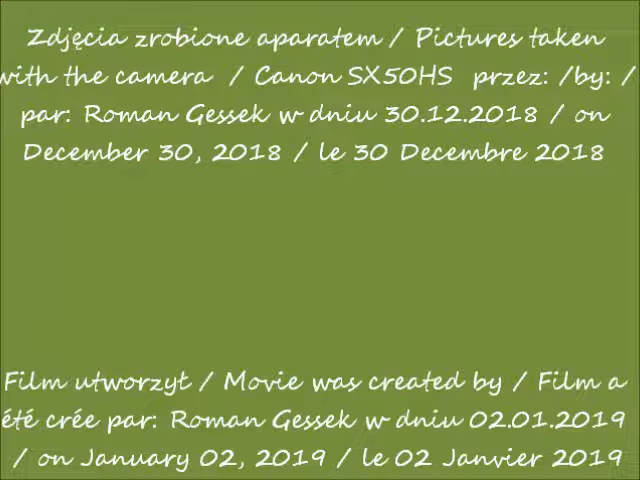 Zdjęcia zrobione aparatem / Pictures taken
with the camera / Canon SX50HS przez: /by: /
par: Roman Gessek w dniu 30.12.2018 / on
December 30, 2018 / le 30 Decembre 2018
Film utworzył / Movie was created by / Film a
été crée par: Roman Gessek w dniu 02.01.2019
/ on January 02, 2019 / le 02 Janvier 2019